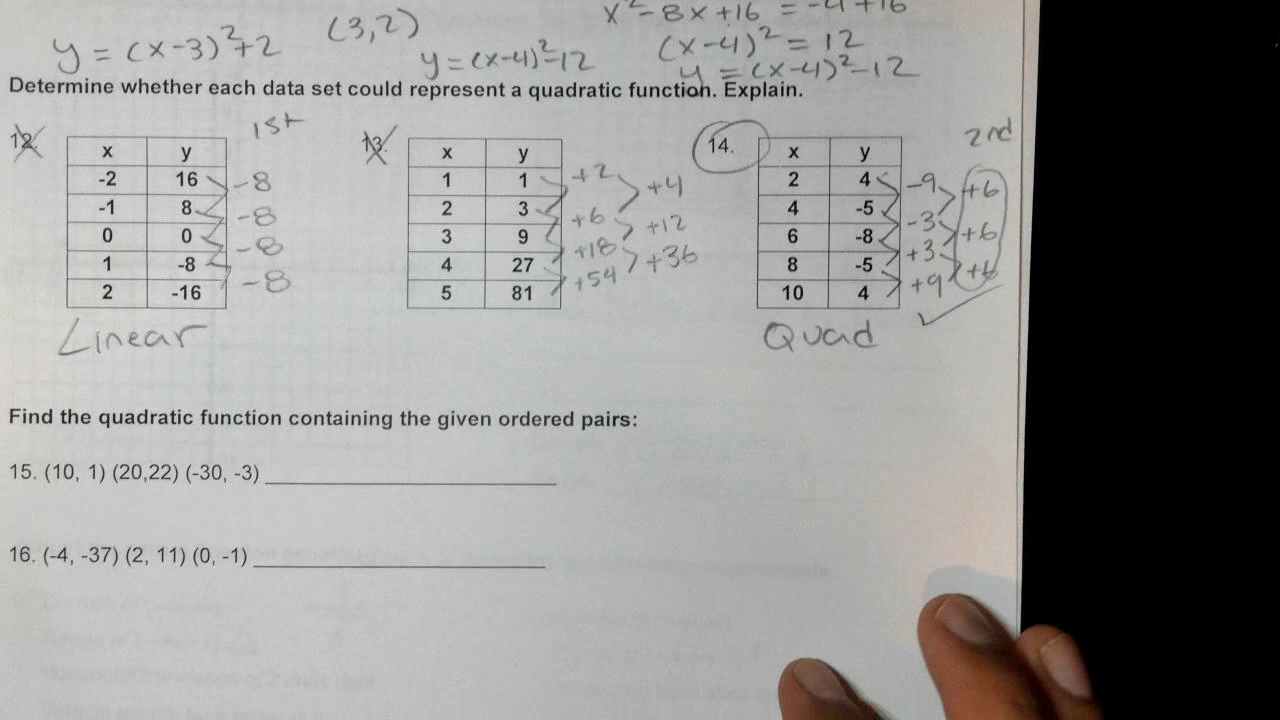 x² - 8x + 16 = -4 + 16
y = (x-3)² + 2
(3,2)
y = (x-4)² - 12
(x-4)² = 12
y = (x-4)² - 12
Determine whether each data set could represent a quadratic function. Explain.
12.
1st
x y
-2 16
-1 8
0 0
1 -8
2 -16
-8
-8
-8
-8
Linear
13.
x y
1 1
2 3
3 9
4 27
5 81
+2
+6
+18
+54
+4
+12
+36
14.
2nd
x y
2 4
4 -5
6 -8
8 -5
10 4
-9
-3
+3
+9
+6
+6
+6
Quad
Find the quadratic function containing the given ordered pairs:
15. (10, 1) (20,22) (-30, -3)
16. (-4, -37) (2, 11) (0, -1)